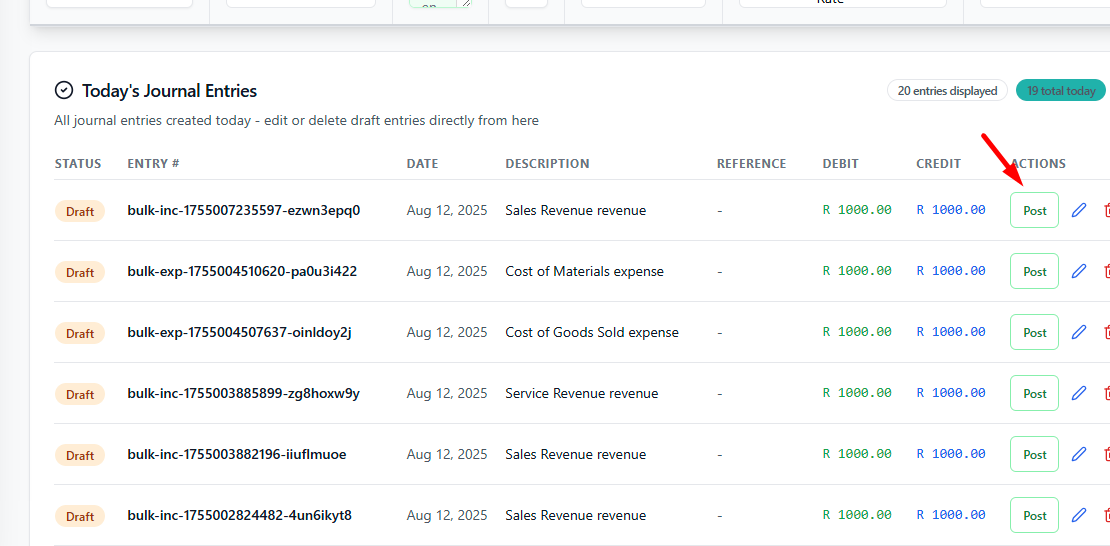 Rate
Today's Journal Entries 20 entries displayed 19 total today
All journal entries created today - edit or delete draft entries directly from here
STATUS ENTRY # DATE DESCRIPTION REFERENCE DEBIT CREDIT ACTIONS
Draft bulk-inc-1755007235597-ezwn3epq0 Aug 12, 2025 Sales Revenue revenue - R 1000.00 R 1000.00 Post
Draft bulk-exp-1755004510620-pa0u3i422 Aug 12, 2025 Cost of Materials expense - R 1000.00 R 1000.00 Post
Draft bulk-exp-1755004507637-oinldoy2j Aug 12, 2025 Cost of Goods Sold expense - R 1000.00 R 1000.00 Post
Draft bulk-inc-1755003885899-zg8hoxw9y Aug 12, 2025 Service Revenue revenue - R 1000.00 R 1000.00 Post
Draft bulk-inc-1755003882196-iiuflmuoe Aug 12, 2025 Sales Revenue revenue - R 1000.00 R 1000.00 Post
Draft bulk-inc-1755002824482-4un6ikyt8 Aug 12, 2025 Sales Revenue revenue - R 1000.00 R 1000.00 Post